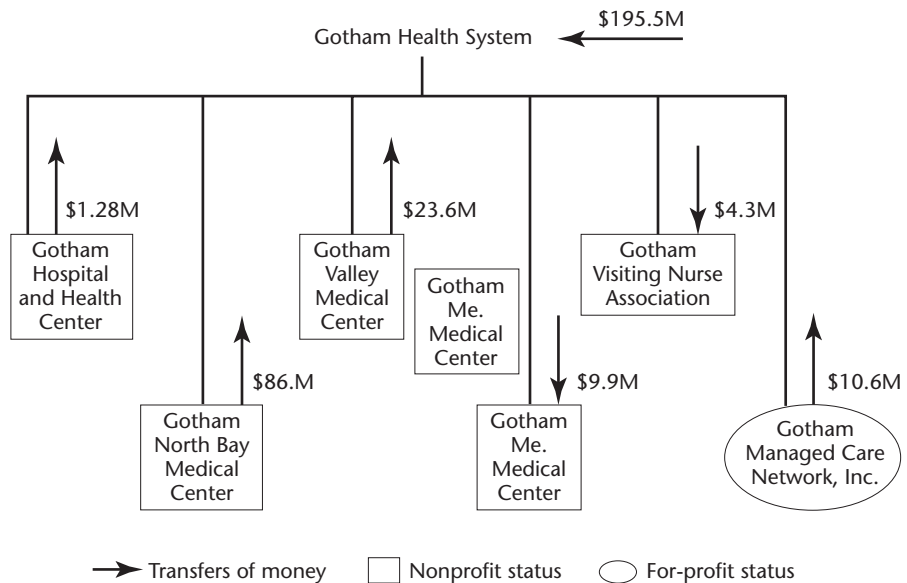 $195.5M
Gotham Health System
$1.28M
$23.6M
$4.3M
Gotham
Hospital
and Health
Center
Gotham
Valley
Medical
Center
Gotham
Me.
Medical
Center
Gotham
Visiting Nurse
Association
$86.M
$9.9M
$10.6M
Gotham
North Bay
Medical
Center
Gotham
Me.
Medical
Center
Gotham
Managed Care
Network, Inc.
Transfers of money
Nonprofit status
For-profit status